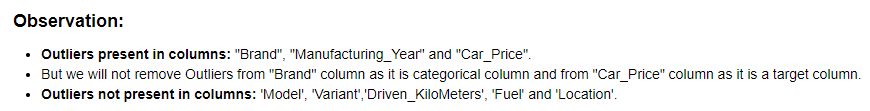 Observation:
• Outliers present in columns: "Brand", "Manufacturing_Year" and "Car_Price".
• But we will not remove Outliers from "Brand" column as it is categorical column and from "Car_Price" column as it is a target column.
• Outliers not present in columns: 'Model', 'Variant','Driven_KiloMeters', 'Fuel' and 'Location'.